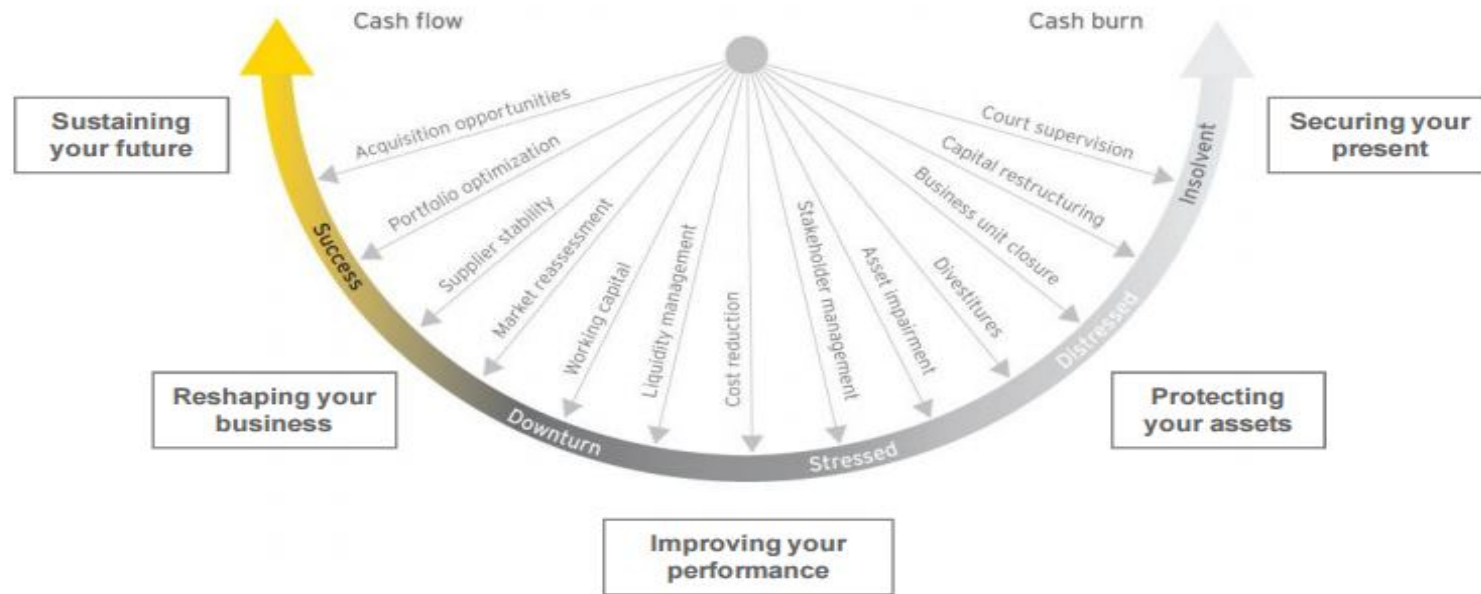 Cash flow
Cash burn
Sustaining
your future
Securing your
present
Acquisition opportunities
Portfolio optimization
Supplier stability
Market reassessment
Working capital
Liquidity management
Cost reduction
Stakeholder management
Asset impairment
Divestitures
Business unit closure
Capital restructuring
Court supervision
Success
Downturn
Stressed
Distressed
Insolvent
Reshaping your
business
Protecting
your assets
Improving your
performance